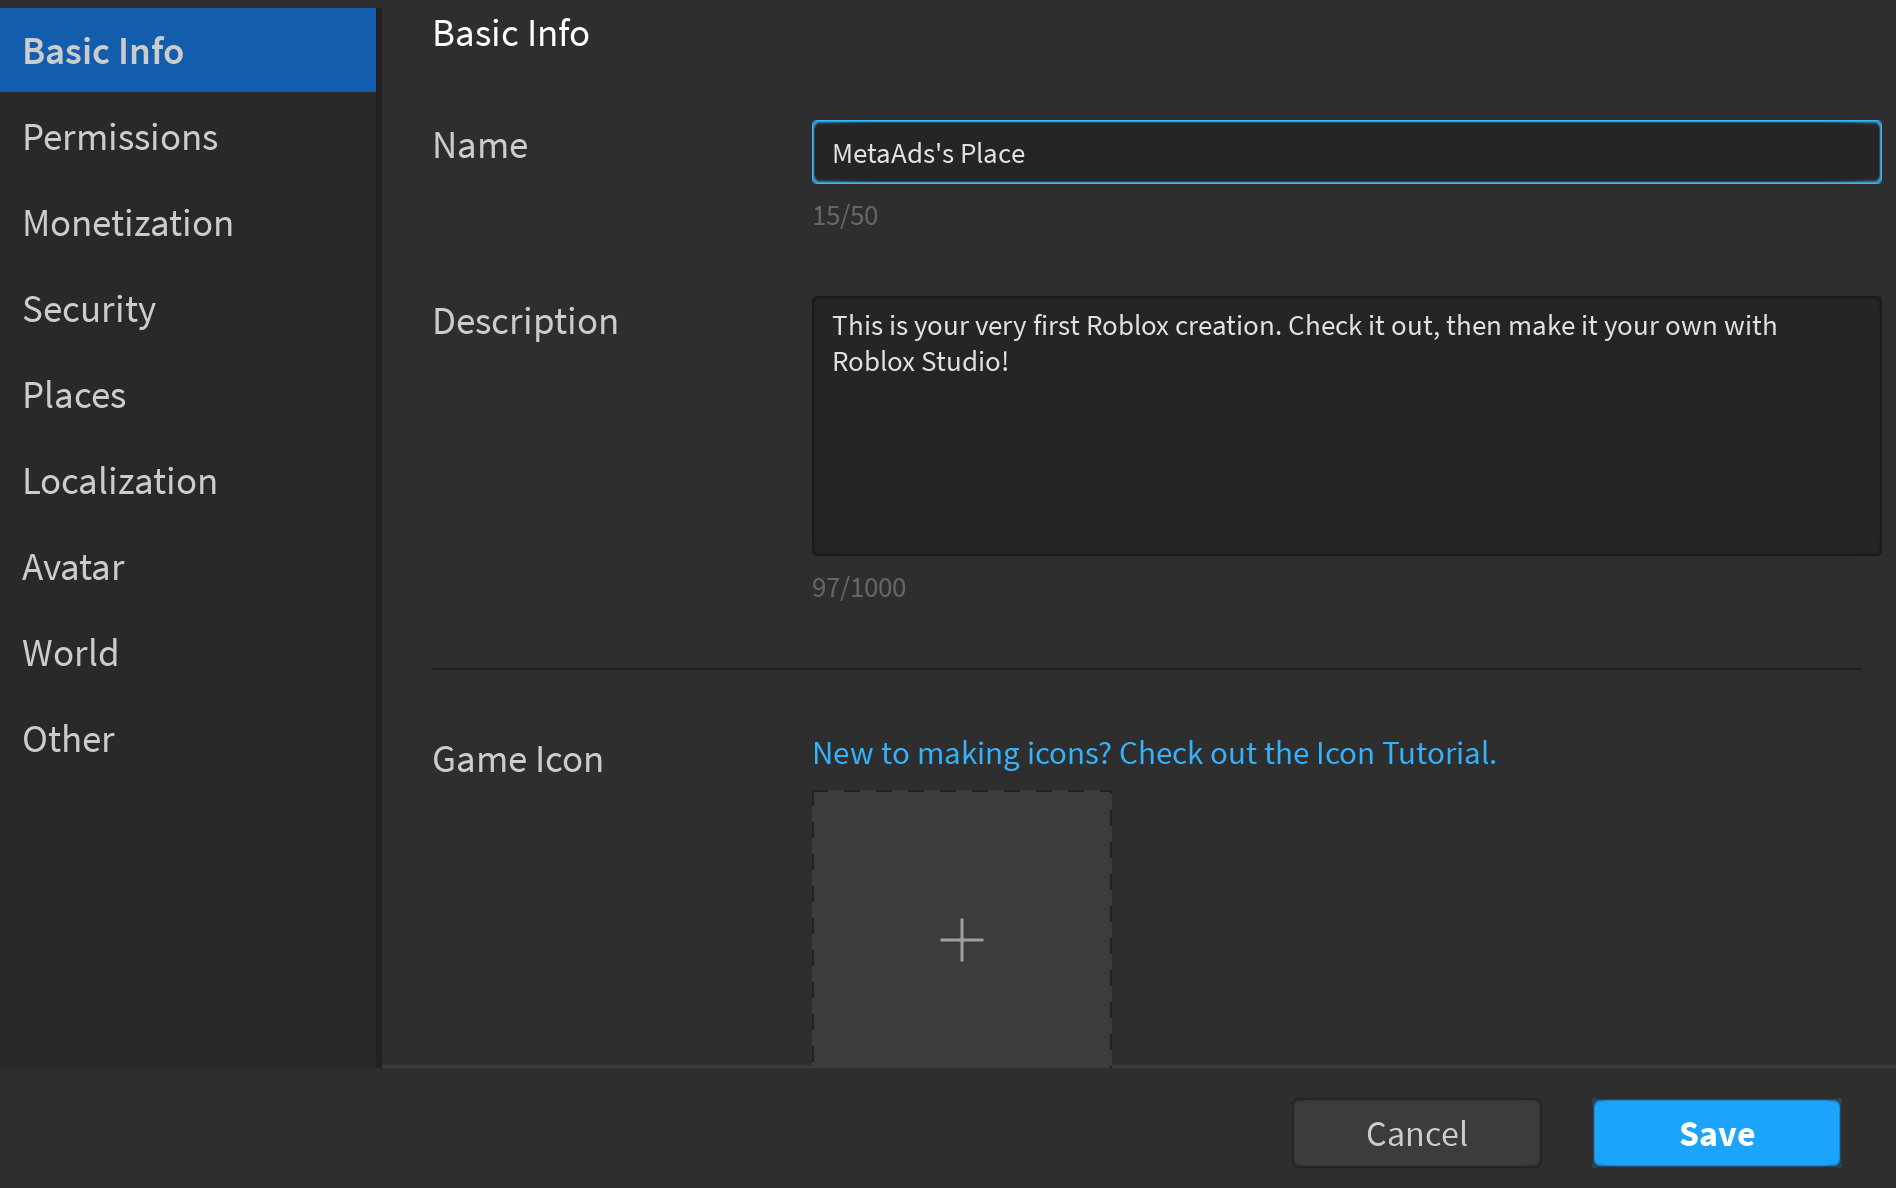 Basic Info
Permissions
Monetization
Security
Places
Localization
Avatar
World
Other
Basic Info
Name
MetaAds's Place
15/50
Description
This is your very first Roblox creation. Check it out, then make it your own with
Roblox Studio!
97/1000
Game Icon
New to making icons? Check out the Icon Tutorial.
Cancel
Save